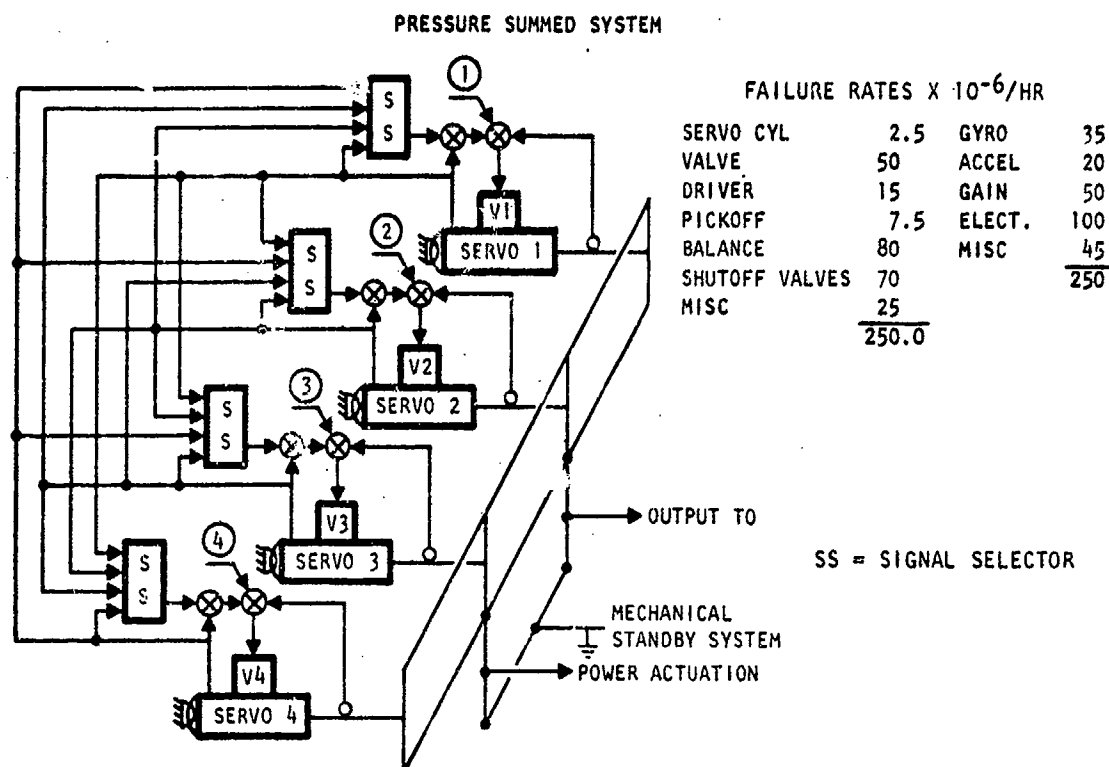 PRESSURE SUMMED SYSTEM
FAILURE RATES X 10-6/HR
SERVO CYL 2.5 GYRO 35
VALVE 50 ACCEL 20
DRIVER 15 GAIN 50
PICKOFF 7.5 ELECT. 100
BALANCE 80 MISC 45
SHUTOFF VALVES 70 250
MISC 25
250.0
1
S
S
V1
SERVO 1
2
S
S
V2
SERVO 2
3
S
S
V3
SERVO 3
4
S
S
V4
SERVO 4
OUTPUT TO
SS = SIGNAL SELECTOR
MECHANICAL
STANDBY SYSTEM
POWER ACTUATION